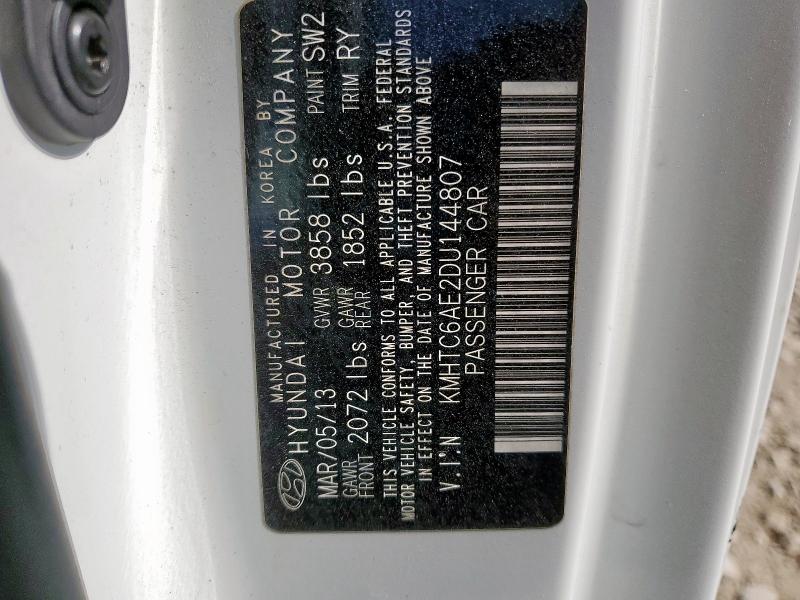 MANUFACTURED IN KOREA BY
HYUNDAI MOTOR COMPANY
MAR/05/13 GVWR 3858 lbs PAINT SW2
GAWR FRONT 2072 lbs GAWR REAR 1852 lbs TRIM RY
THIS VEHICLE CONFORMS TO ALL APPLICABLE U.S.A. FEDERAL
MOTOR VEHICLE SAFETY, BUMPER, AND THEFT PREVENTION STANDARDS
IN EFFECT ON THE DATE OF MANUFACTURE SHOWN ABOVE
V.I.N KMHTC6AE2DU144807
PASSENGER CAR